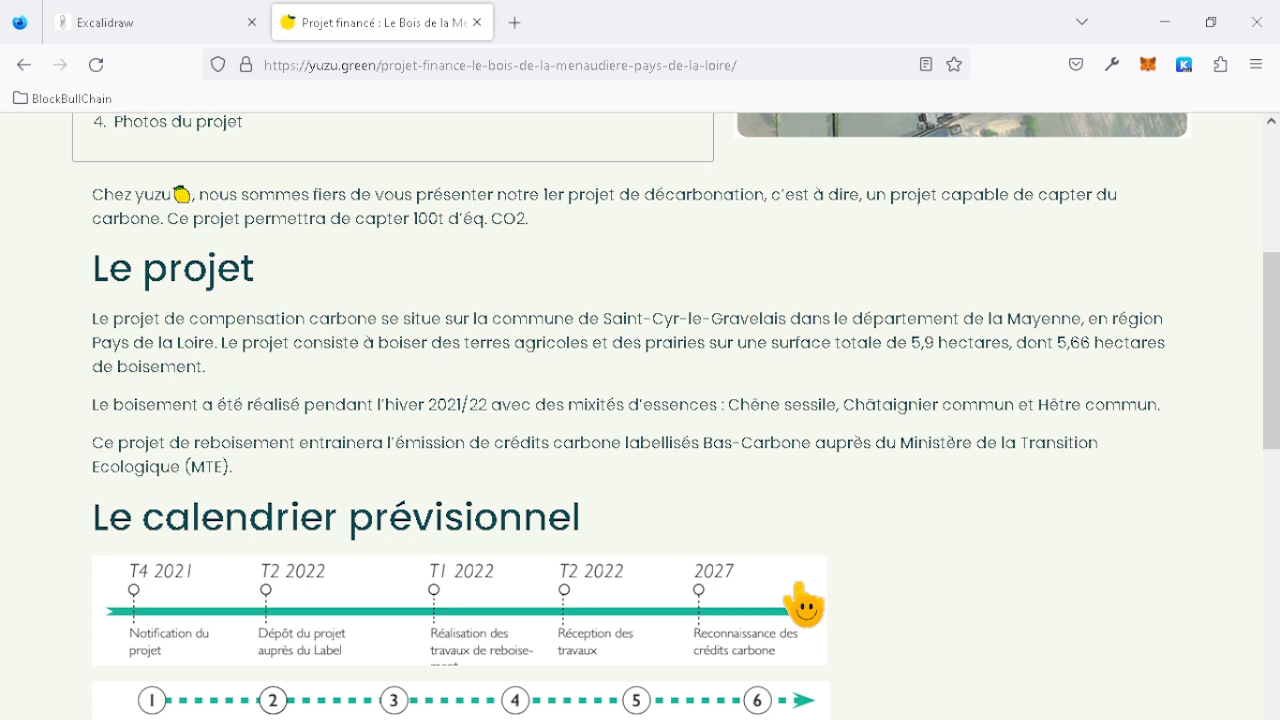 Excalidraw
Projet financé : Le Bois de la Me
https://yuzu.green/projet-finance-le-bois-de-la-menaudiere-pays-de-la-loire/
BlockBullChain
4. Photos du projet
Chez yuzu, nous sommes fiers de vous présenter notre 1er projet de décarbonation, c'est à dire, un projet capable de capter du
carbone. Ce projet permettra de capter 100t d'éq. CO2.
Le projet
Le projet de compensation carbone se situe sur la commune de Saint-Cyr-le-Gravelais dans le département de la Mayenne, en région
Pays de la Loire. Le projet consiste à boiser des terres agricoles et des prairies sur une surface totale de 5,9 hectares, dont 5,66 hectares
de boisement.
Le boisement a été réalisé pendant l'hiver 2021/22 avec des mixités d'essences : Chêne sessile, Châtaignier commun et Hêtre commun.
Ce projet de reboisement entrainera l'émission de crédits carbone labellisés Bas-Carbone auprès du Ministère de la Transition
Ecologique (MTE).
Le calendrier prévisionnel
T4 2021 T2 2022 T1 2022 T2 2022 2027
Notification du Dépôt du projet Réalisation des Réception des Reconnaissance des
projet auprès du Label travaux de reboise- travaux crédits carbone
1 2 3 4 5 6